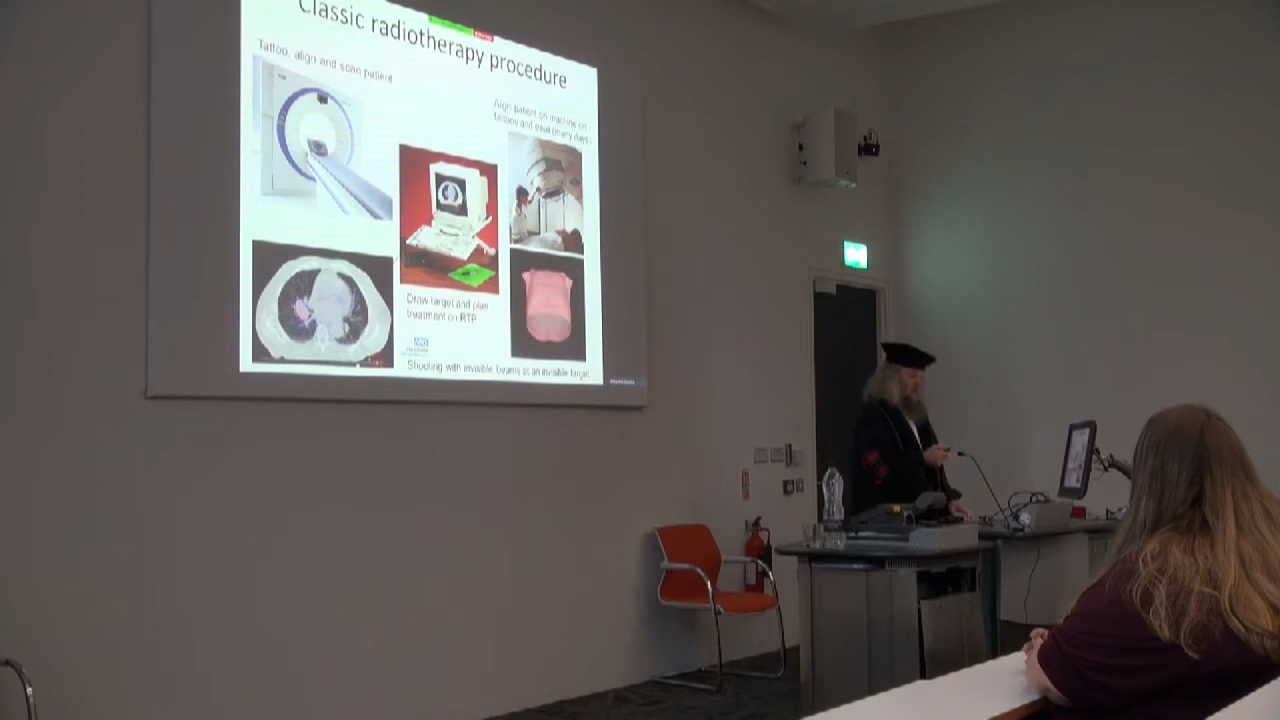 Classic radiotherapy procedure
Tattoo, align and scan patient
Align patient on machine on
tattoos and treat (many days)
Draw target and plan
treatment on RTP
NHS
Shooting with invisible beams at an invisible target